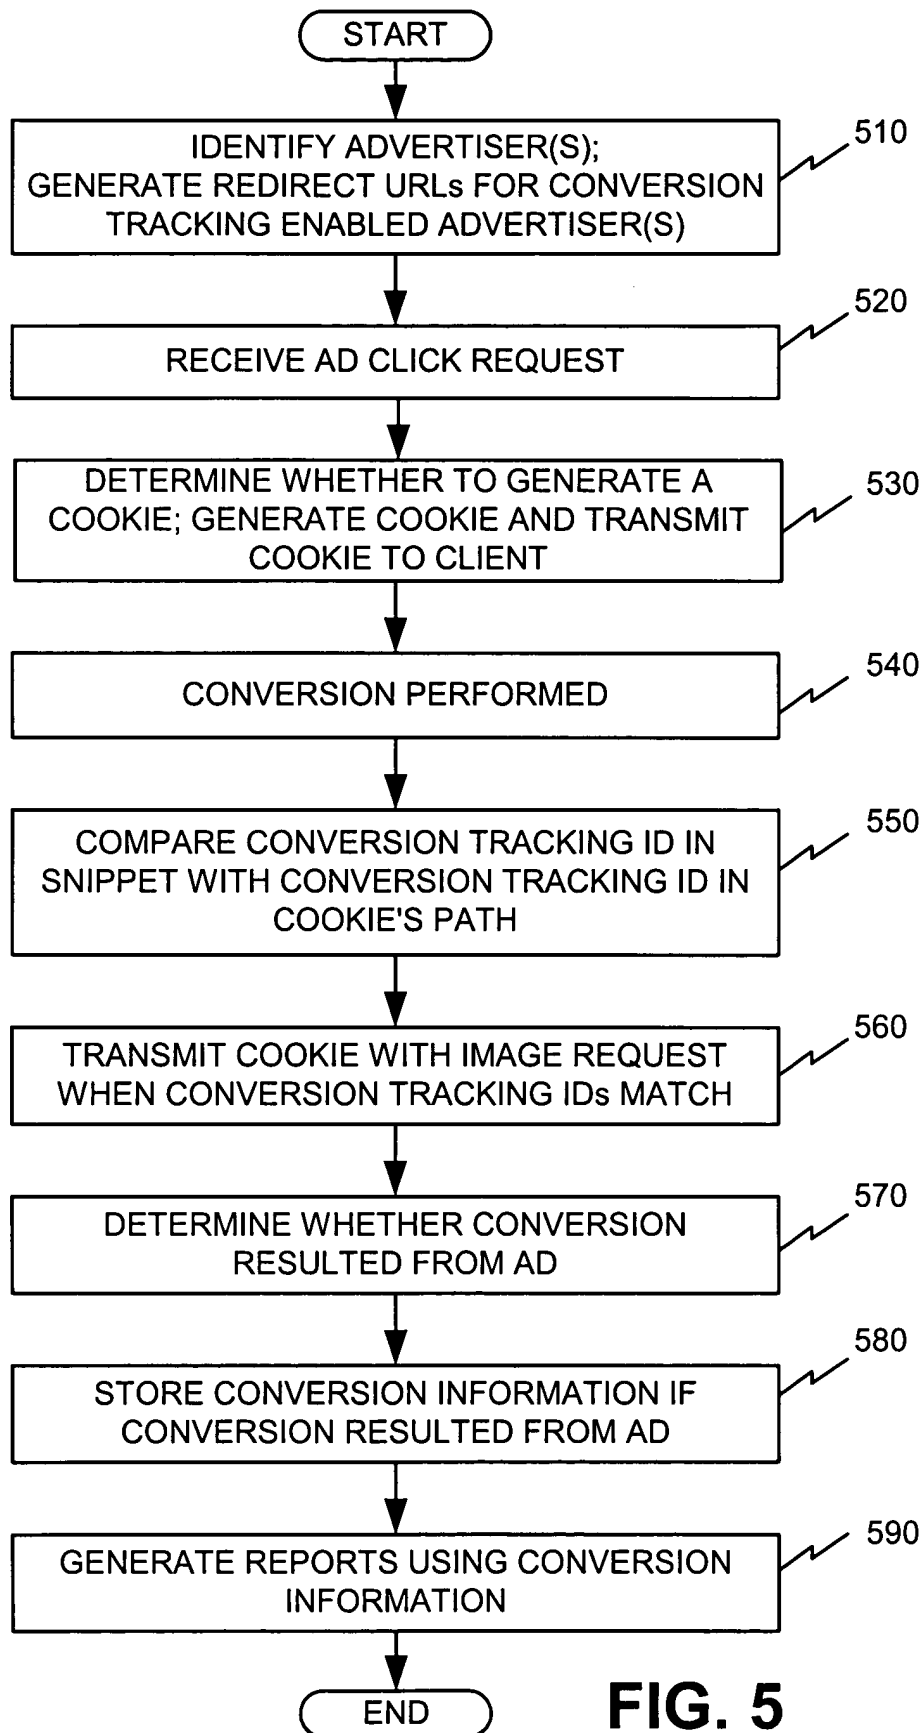 START
IDENTIFY ADVERTISER(S);
GENERATE REDIRECT URLs FOR CONVERSION
TRACKING ENABLED ADVERTISER(S)
510
RECEIVE AD CLICK REQUEST
520
DETERMINE WHETHER TO GENERATE A
COOKIE; GENERATE COOKIE AND TRANSMIT
COOKIE TO CLIENT
530
CONVERSION PERFORMED
540
COMPARE CONVERSION TRACKING ID IN
SNIPPET WITH CONVERSION TRACKING ID IN
COOKIE'S PATH
550
TRANSMIT COOKIE WITH IMAGE REQUEST
WHEN CONVERSION TRACKING IDs MATCH
560
DETERMINE WHETHER CONVERSION
RESULTED FROM AD
570
STORE CONVERSION INFORMATION IF
CONVERSION RESULTED FROM AD
580
GENERATE REPORTS USING CONVERSION
INFORMATION
590
END
FIG. 5